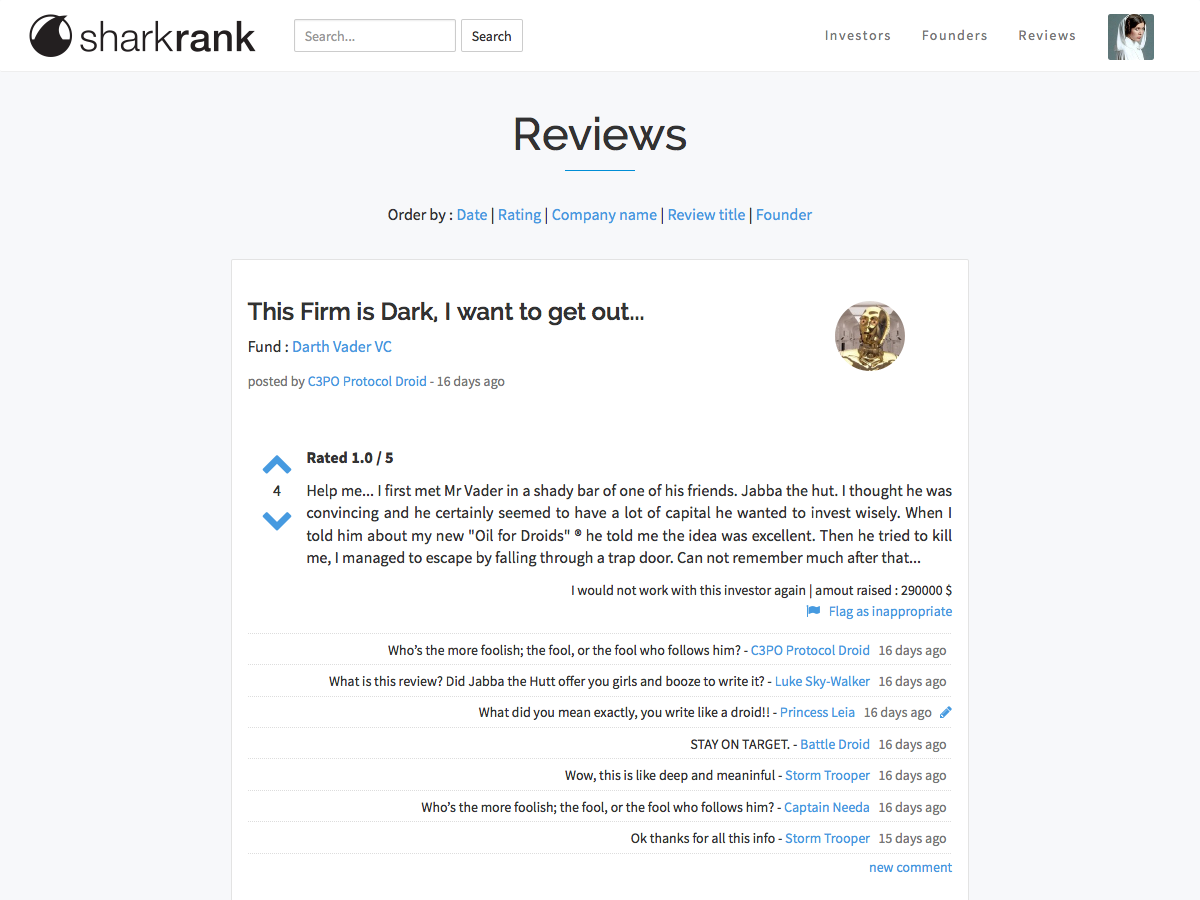 sharkrank
Search...
Search
Investors
Founders
Reviews
Reviews
Order by : Date | Rating | Company name | Review title | Founder
This Firm is Dark, I want to get out...
Fund : Darth Vader VC
posted by C3PO Protocol Droid - 16 days ago
Rated 1.0 / 5
4
Help me... I first met Mr Vader in a shady bar of one of his friends. Jabba the hut. I thought he was
convincing and he certainly seemed to have a lot of capital he wanted to invest wisely. When I
told him about my new "Oil for Droids" ® he told me the idea was excellent. Then he tried to kill
me, I managed to escape by falling through a trap door. Can not remember much after that...
I would not work with this investor again | amout raised : 290000 $
Flag as inappropriate
Who's the more foolish; the fool, or the fool who follows him? - C3PO Protocol Droid 16 days ago
What is this review? Did Jabba the Hutt offer you girls and booze to write it? - Luke Sky-Walker 16 days ago
What did you mean exactly, you write like a droid!! - Princess Leia 16 days ago
STAY ON TARGET. - Battle Droid 16 days ago
Wow, this is like deep and meaninful - Storm Trooper 16 days ago
Who's the more foolish; the fool, or the fool who follows him? - Captain Needa 16 days ago
Ok thanks for all this info - Storm Trooper 15 days ago
new comment